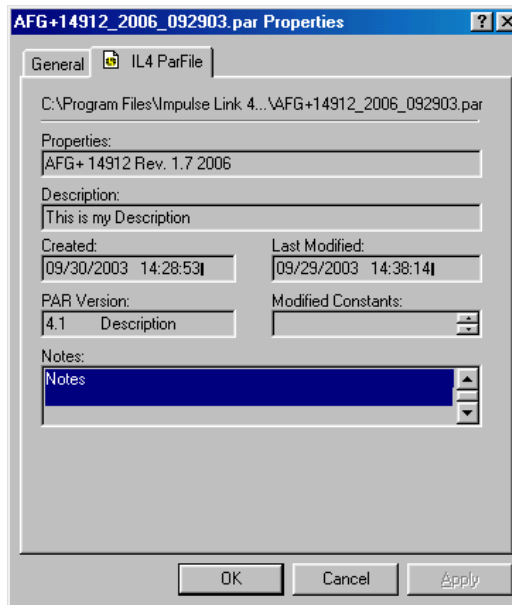 AFG+14912_2006_092903.par Properties
General IL4 ParFile
C:\Program Files\Impulse Link 4...\AFG+14912_2006_092903.par
Properties:
AFG+ 14912 Rev. 1.7 2006
Description:
This is my Description
Created: Last Modified:
09/30/2003 14:28:53 09/29/2003 14:38:14
PAR Version: Modified Constants:
4.1 Description
Notes:
Notes
OK Cancel Apply